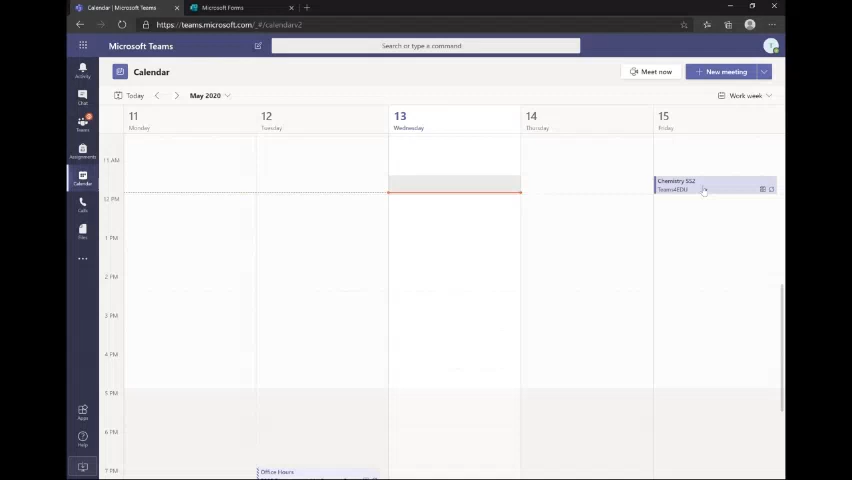 Calendar | Microsoft Teams
Microsoft Forms
https://teams.microsoft.com/_#/calendarv2
Microsoft Teams
Search or type a command
Activity
Chat
Teams
Assignments
Calendar
Calls
Files
Apps
Help
Calendar
Meet now
New meeting
Today
May 2020
Work week
11
Monday
12
Tuesday
13
Wednesday
14
Thursday
15
Friday
11 AM
Chemistry SS2
Teams4EDU
12 PM
1 PM
2 PM
3 PM
4 PM
5 PM
6 PM
7 PM
Office Hours